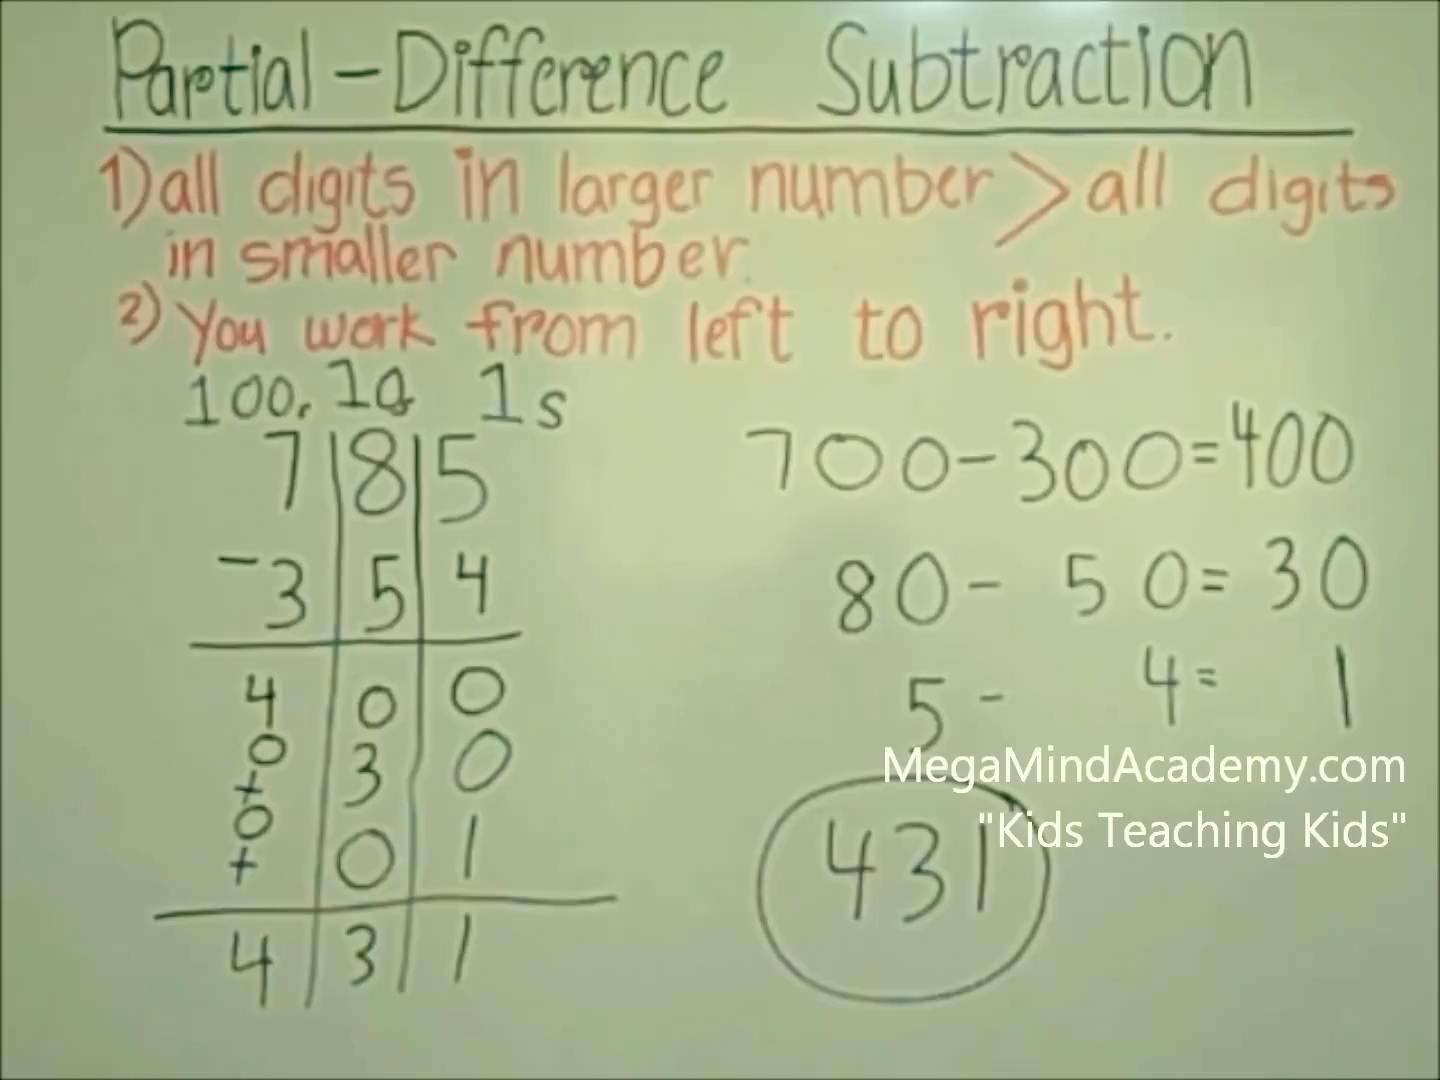 Partial-Difference Subtraction
1) all digits in larger number > all digits
in smaller number.
2) You work from left to right.
100s 10s 1s
7 8 5
-3 5 4
4 0 0
0 3 0
+
0 0 1
+
4 3 1
700-300=400
80- 50=30
5- 4= 1
MegaMindAcademy.com
"Kids Teaching Kids"
431